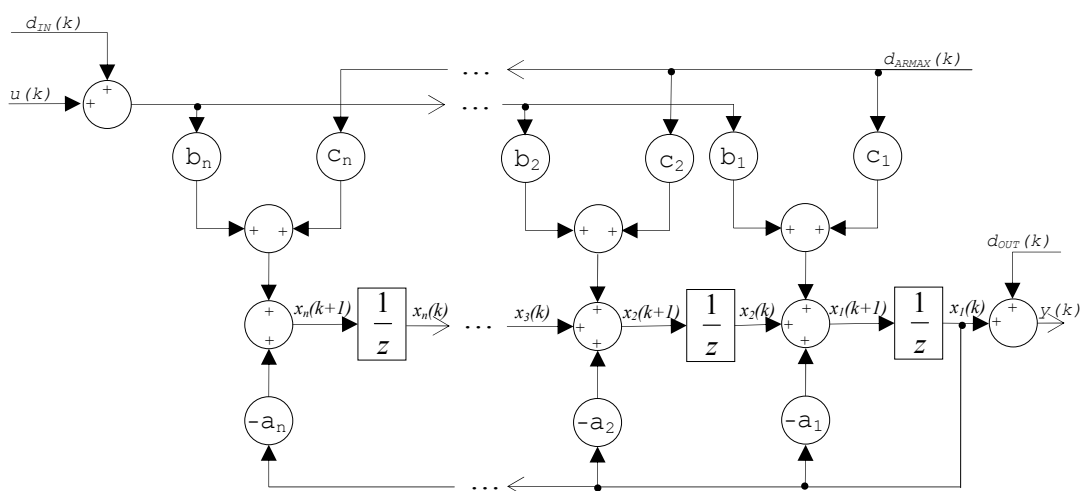 d_IN(k)
... d_ARMAX(k)
u(k) + + ...
b_n c_n b_2 c_2 b_1 c_1
+ + + + + +
d_OUT(k)
+ x_n(k+1) 1/z x_n(k) ... x_3(k) + + x_2(k+1) 1/z x_2(k) + + x_1(k+1) 1/z x_1(k) + + y(k)
+ + +
-a_n -a_2 -a_1
...